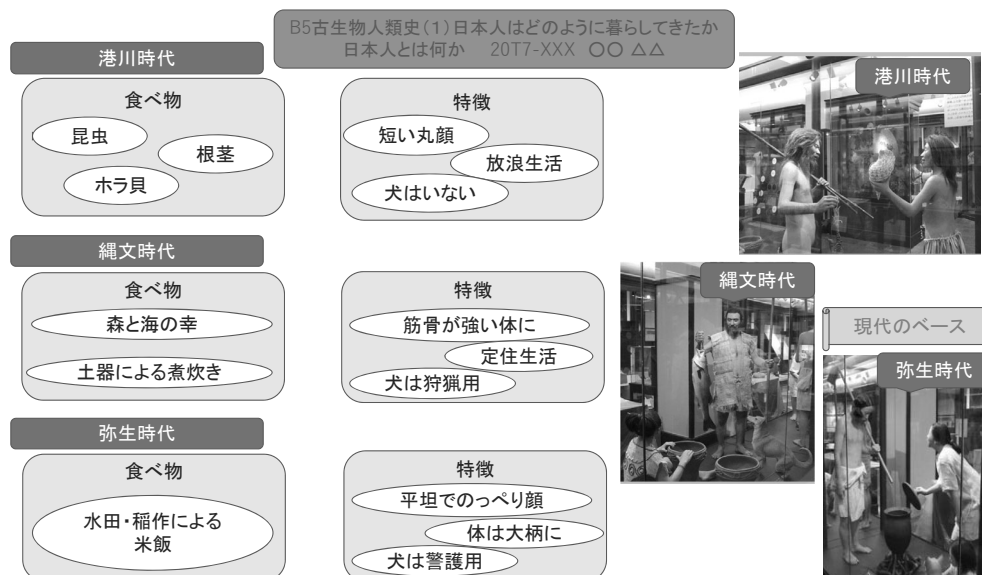 B5古生物人類史(1)日本人はどのように暮らしてきたか
日本人とは何か 20T7-XXX ○○ △△
港川時代
食べ物
昆虫
根茎
ホラ貝
特徴
短い丸顔
放浪生活
犬はいない
港川時代
縄文時代
食べ物
森と海の幸
土器による煮炊き
特徴
筋骨が強い体に
定住生活
犬は狩猟用
縄文時代
現代のベース
弥生時代
弥生時代
食べ物
水田・稲作による
米飯
特徴
平坦でのっぺり顔
体は大柄に
犬は警護用